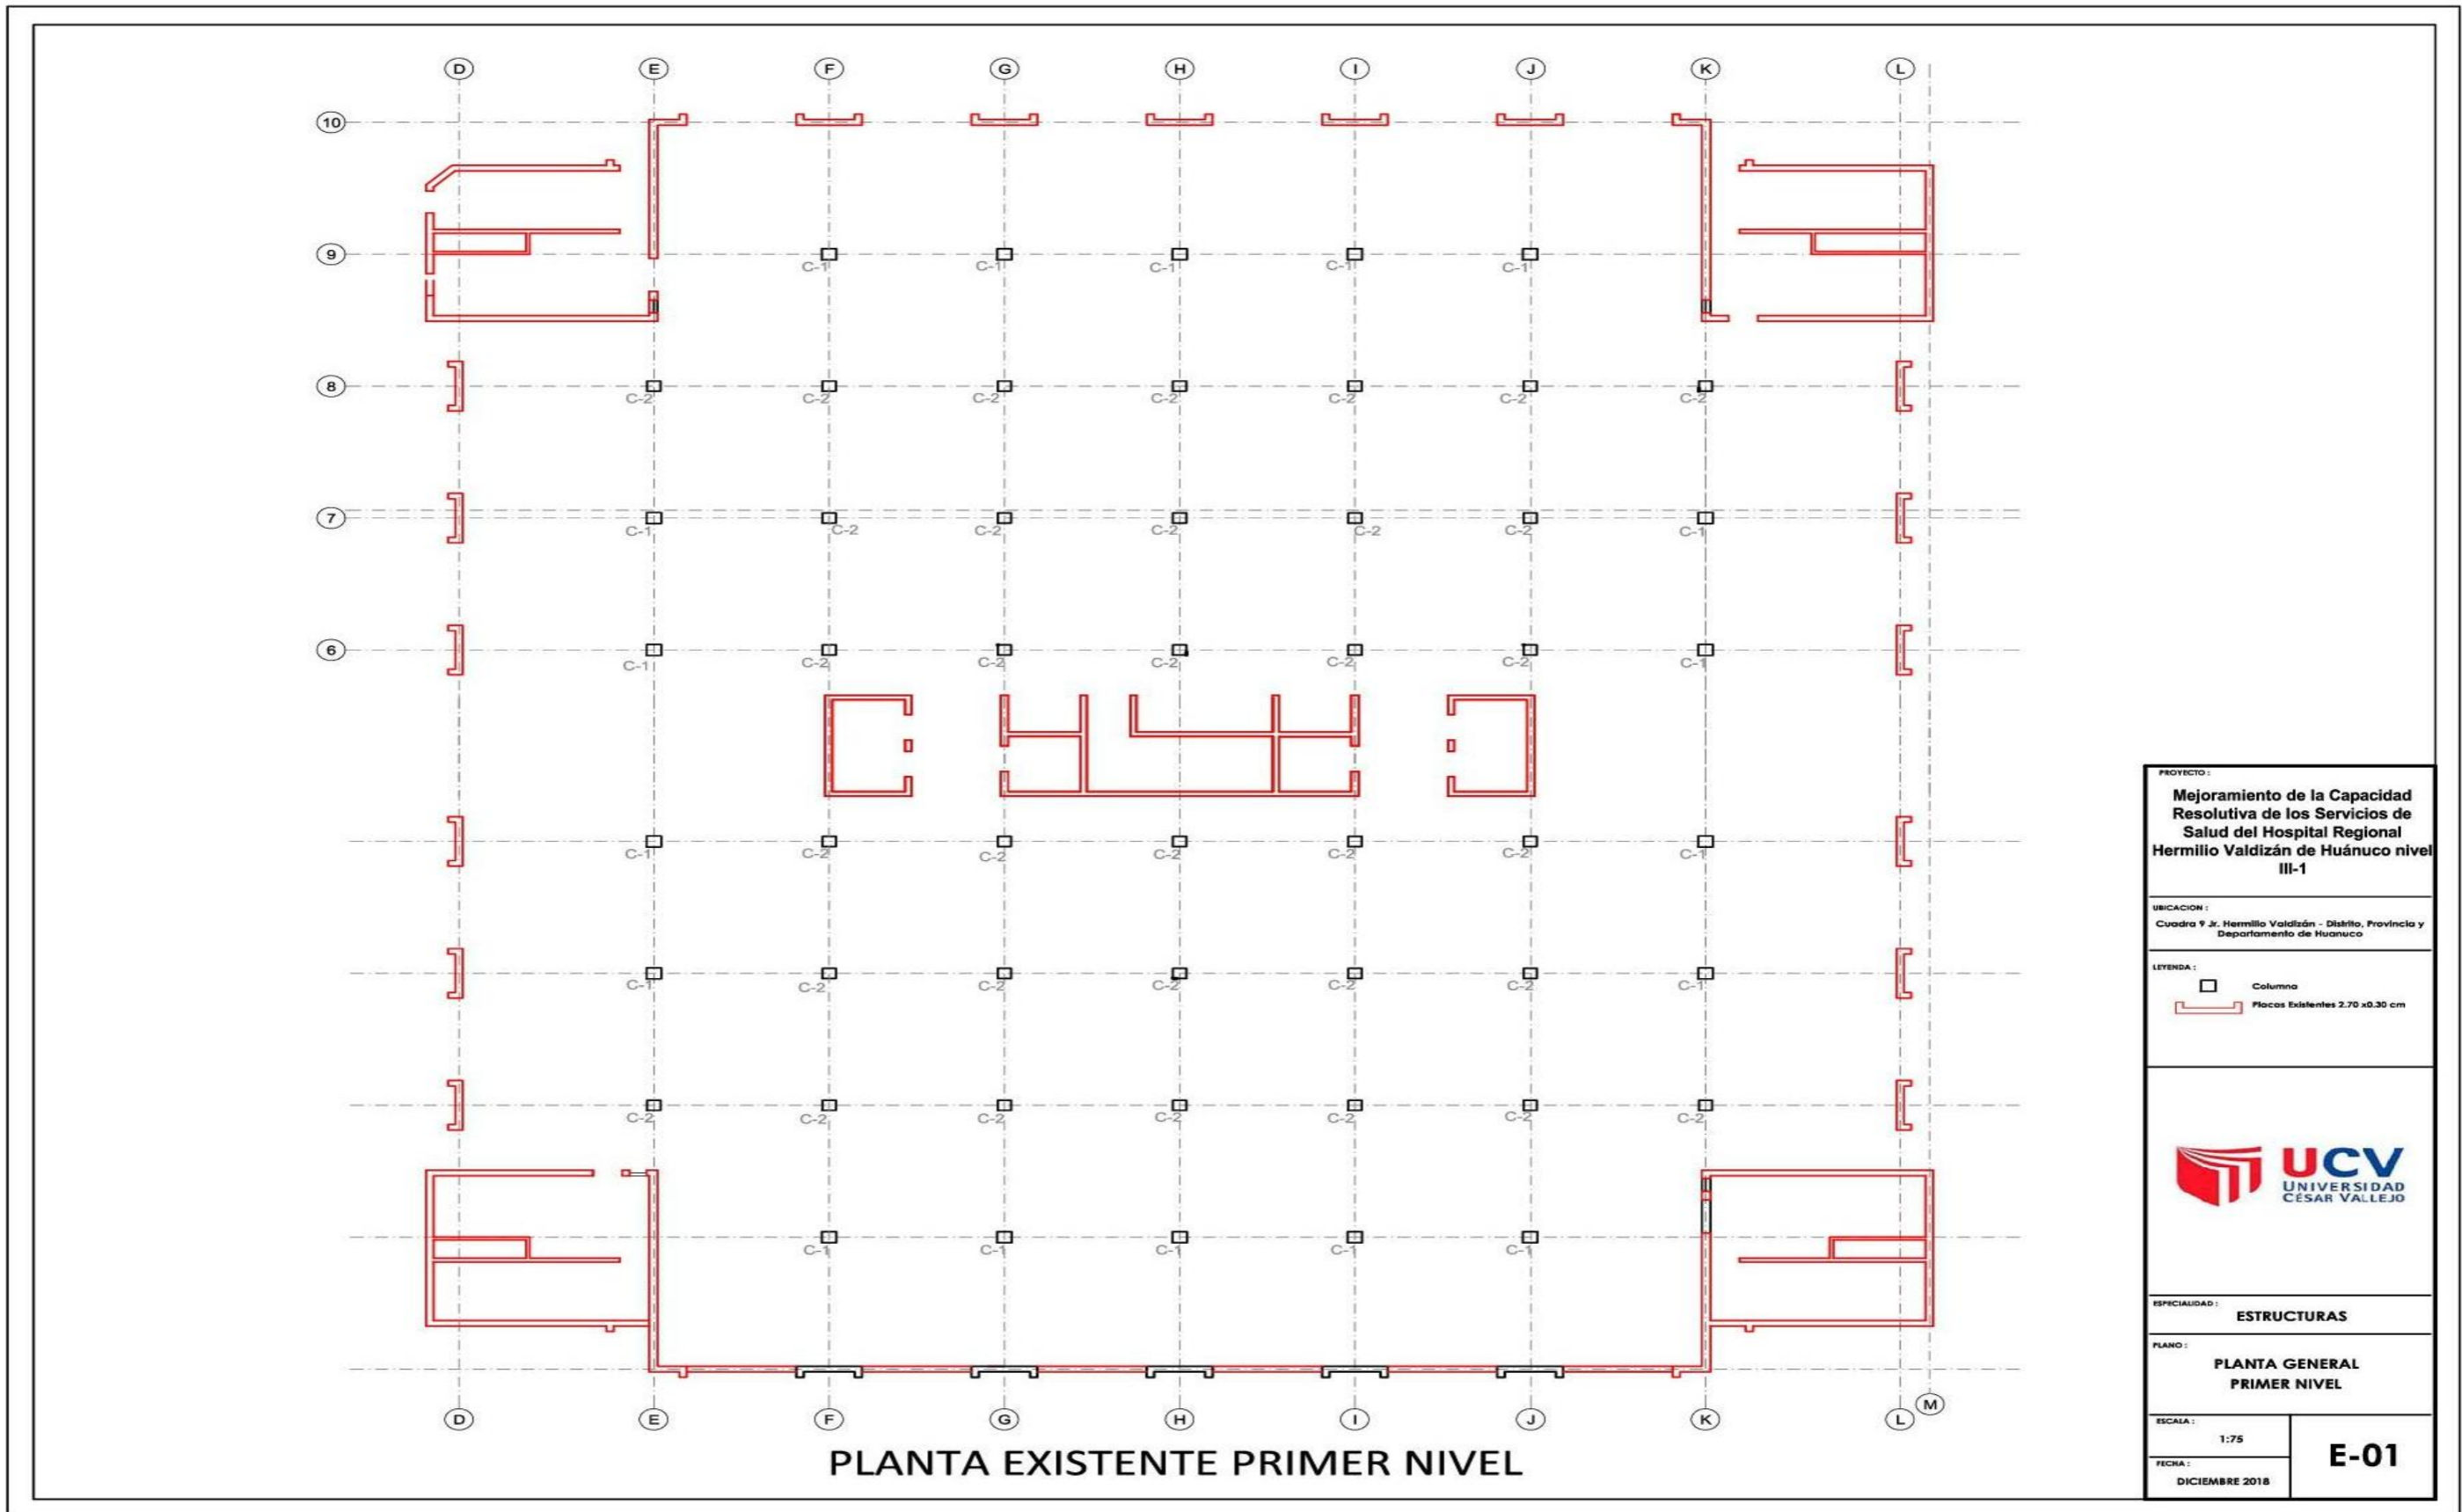 D E F G H I J K L
10
9
C-1 C-1 C-1 C-1 C-1
8
C-2 C-2 C-2 C-2 C-2 C-2 C-2
7
C-1 C-2 C-2 C-2 C-2 C-2 C-1
6
C-1 C-2 C-2 C-2 C-2 C-2 C-1
C-1 C-2 C-2 C-2 C-2 C-2 C-1
C-1 C-2 C-2 C-2 C-2 C-2 C-1
C-2 C-2 C-2 C-2 C-2 C-2 C-2
C-1 C-1 C-1 C-1 C-1
D E F G H I J K L M
PLANTA EXISTENTE PRIMER NIVEL
PROYECTO :
Mejoramiento de la Capacidad
Resolutiva de los Servicios de
Salud del Hospital Regional
Hermilio Valdizán de Huánuco nivel
III-1
UBICACION :
Cuadra 9 Jr. Hermilio Valdizán - Distrito, Provincia y
Departamento de Huanuco
LEYENDA :
Columna
Placas Existentes 2.70 x0.30 cm
UCV
UNIVERSIDAD
CÉSAR VALLEJO
ESPECIALIDAD :
ESTRUCTURAS
PLANO :
PLANTA GENERAL
PRIMER NIVEL
ESCALA :
1:75
E-01
FECHA :
DICIEMBRE 2018